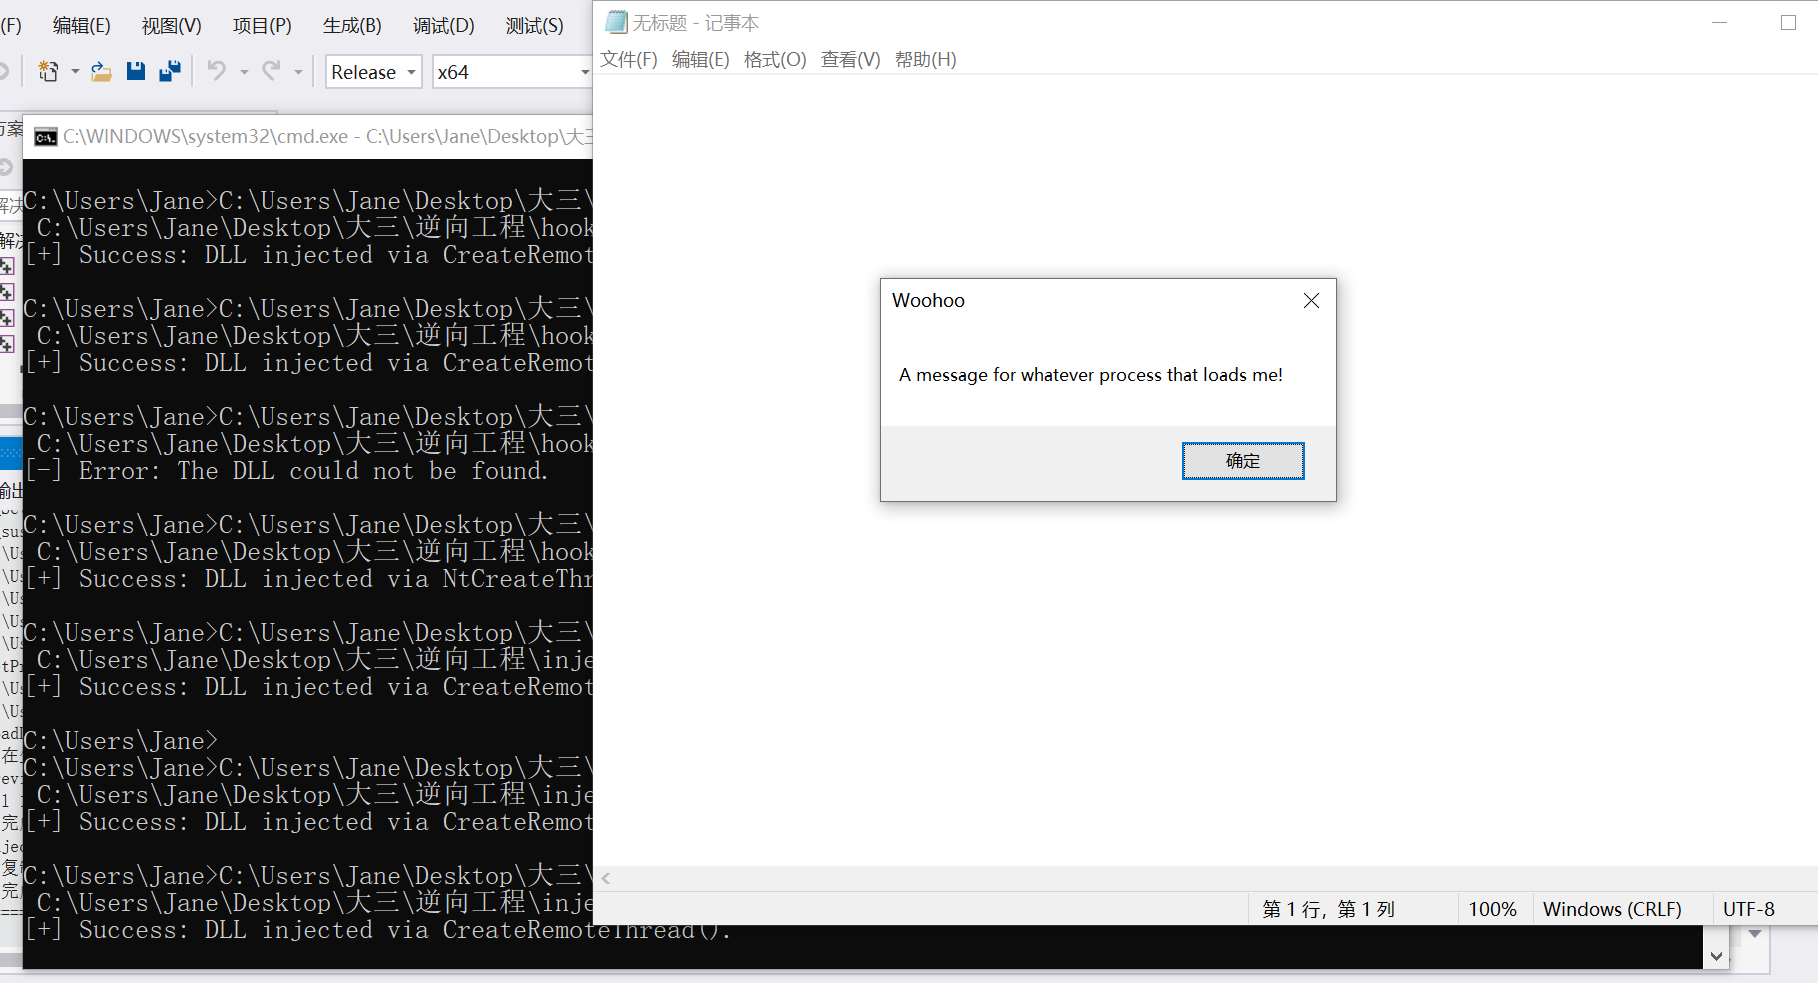 (F) 编辑(E) 视图(V) 项目(P) 生成(B) 调试(D) 测试(S)
Release x64
无标题 - 记事本
文件(F) 编辑(E) 格式(O) 查看(V) 帮助(H)
C:\WINDOWS\system32\cmd.exe - C:\Users\Jane\Desktop\大三
C:\Users\Jane>C:\Users\Jane\Desktop\大三\
C:\Users\Jane\Desktop\大三\逆向工程\hook
[+] Success: DLL injected via CreateRemot
C:\Users\Jane>C:\Users\Jane\Desktop\大三\
C:\Users\Jane\Desktop\大三\逆向工程\hook
[+] Success: DLL injected via CreateRemot
C:\Users\Jane>C:\Users\Jane\Desktop\大三\
C:\Users\Jane\Desktop\大三\逆向工程\hook
[-] Error: The DLL could not be found.
C:\Users\Jane>C:\Users\Jane\Desktop\大三\
C:\Users\Jane\Desktop\大三\逆向工程\hook
[+] Success: DLL injected via NtCreateThr
C:\Users\Jane>C:\Users\Jane\Desktop\大三\
C:\Users\Jane\Desktop\大三\逆向工程\inje
[+] Success: DLL injected via CreateRemot
C:\Users\Jane>
C:\Users\Jane>C:\Users\Jane\Desktop\大三\
C:\Users\Jane\Desktop\大三\逆向工程\inje
[+] Success: DLL injected via CreateRemot
C:\Users\Jane>C:\Users\Jane\Desktop\大三\
C:\Users\Jane\Desktop\大三\逆向工程\inje
[+] Success: DLL injected via CreateRemoteThread().
Woohoo
A message for whatever process that loads me!
确定
第 1 行，第 1 列 100% Windows (CRLF) UTF-8